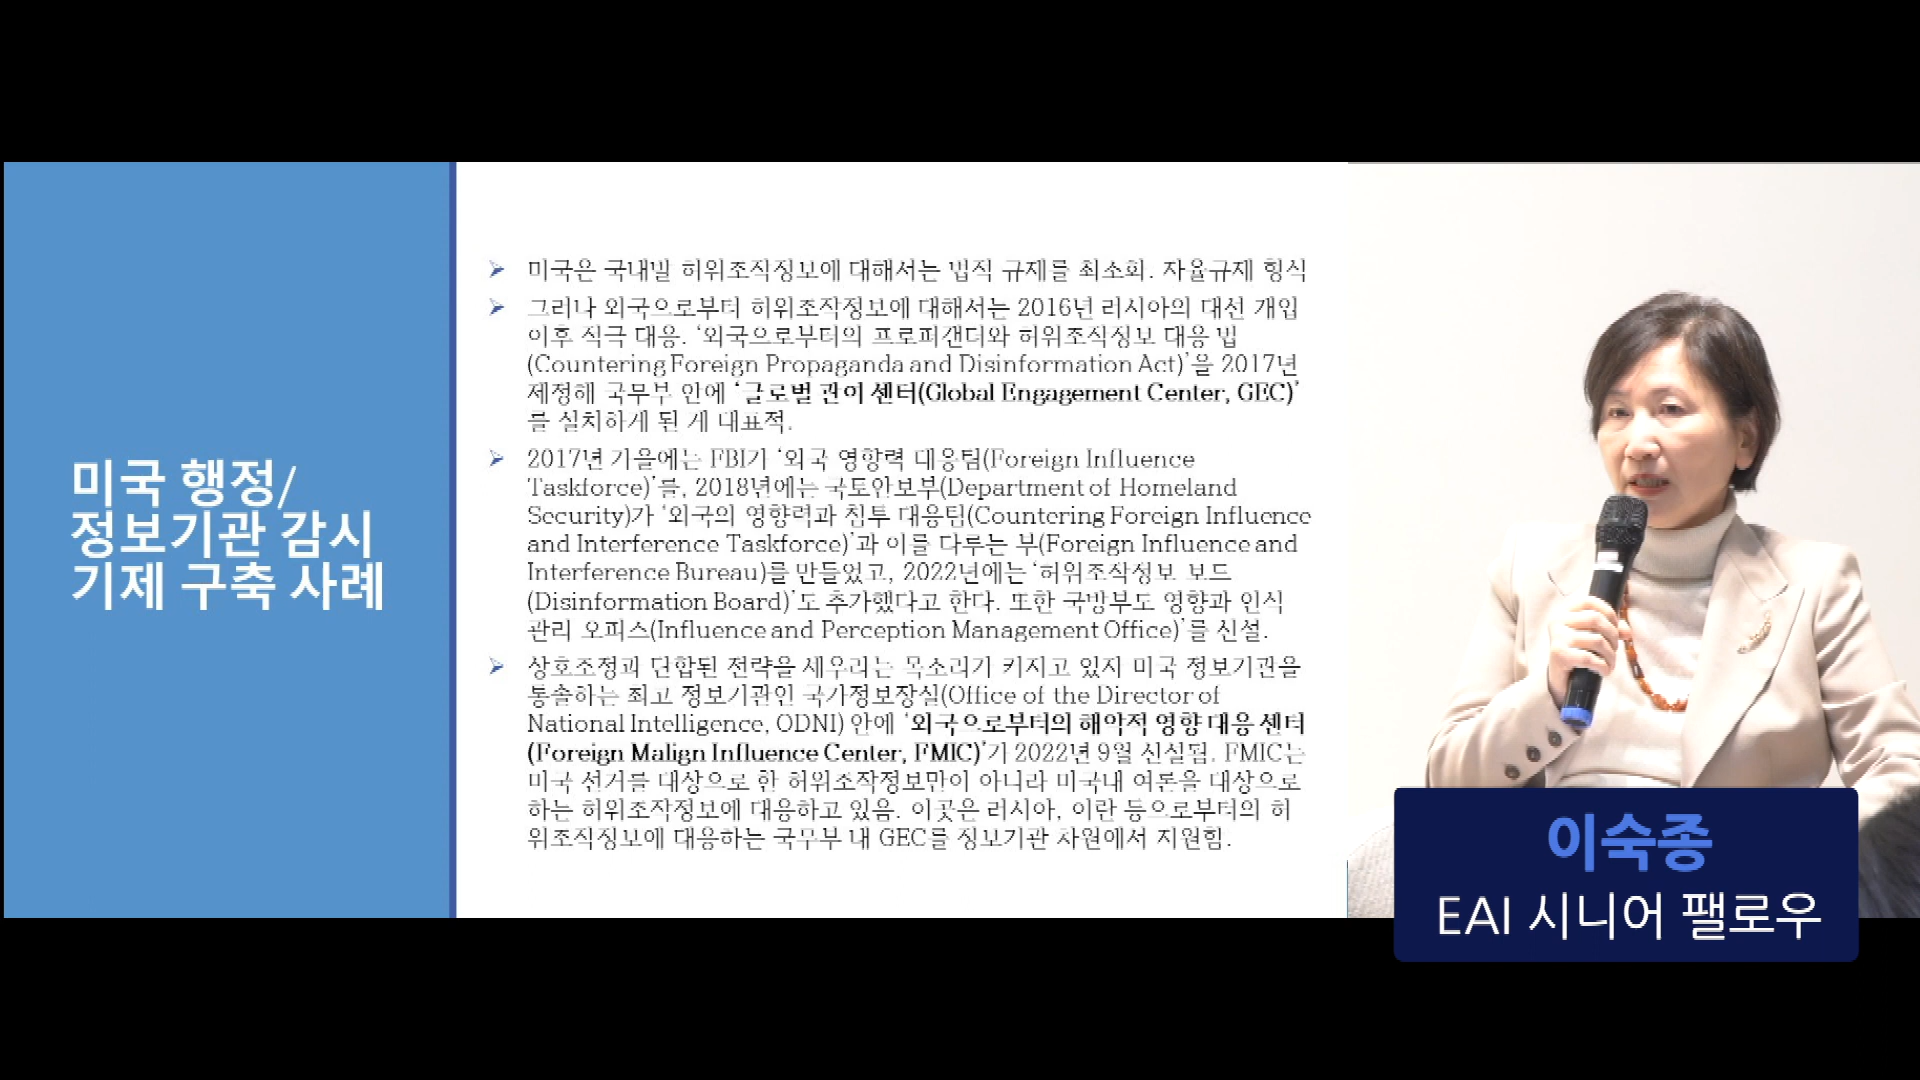 미국 행정/
정보기관 감시
기제 구축 사례
미국은 국내발 허위조작정보에 대해서는 법적 규제를 최소화. 자율규제 형식
그러나 외국으로부터 허위조작정보에 대해서는 2016년 러시아의 대선 개입
이후 적극 대응. ‘외국으로부터의 프로파갠더와 허위조작정보 대응 법
(Countering Foreign Propaganda and Disinformation Act)’을 2017년
제정해 국무부 안에 ‘글로벌 관여 센터(Global Engagement Center, GEC)’
를 설치하게 된 게 대표적.
2017년 가을에는 FBI가 ‘외국 영향력 대응팀(Foreign Influence
Taskforce)’를, 2018년에는 국토안보부(Department of Homeland
Security)가 ‘외국의 영향력과 침투 대응팀(Countering Foreign Influence
and Interference Taskforce)’과 이를 다루는 부(Foreign Influence and
Interference Bureau)를 만들었고, 2022년에는 ‘허위조작정보 보드
(Disinformation Board)’도 추가했다고 한다. 또한 국방부도 영향과 인식
관리 오피스(Influence and Perception Management Office)’를 신설.
상호조정과 단합된 전략을 세우라는 목소리가 커지고 있자 미국 정보기관을
통솔하는 최고 정보기관인 국가정보장실(Office of the Director of
National Intelligence, ODNI) 안에 ‘외국으로부터의 해악적 영향 대응 센터
(Foreign Malign Influence Center, FMIC)’가 2022년 9월 신설됨. FMIC는
미국 선거를 대상으로 한 허위조작정보만이 아니라 미국내 여론을 대상으로
하는 허위조작정보에 대응하고 있음. 이곳은 러시아, 이란 등으로부터의 허
위조작정보에 대응하는 국무부 내 GEC를 정보기관 차원에서 지원함.
이숙종
EAI 시니어 팰로우